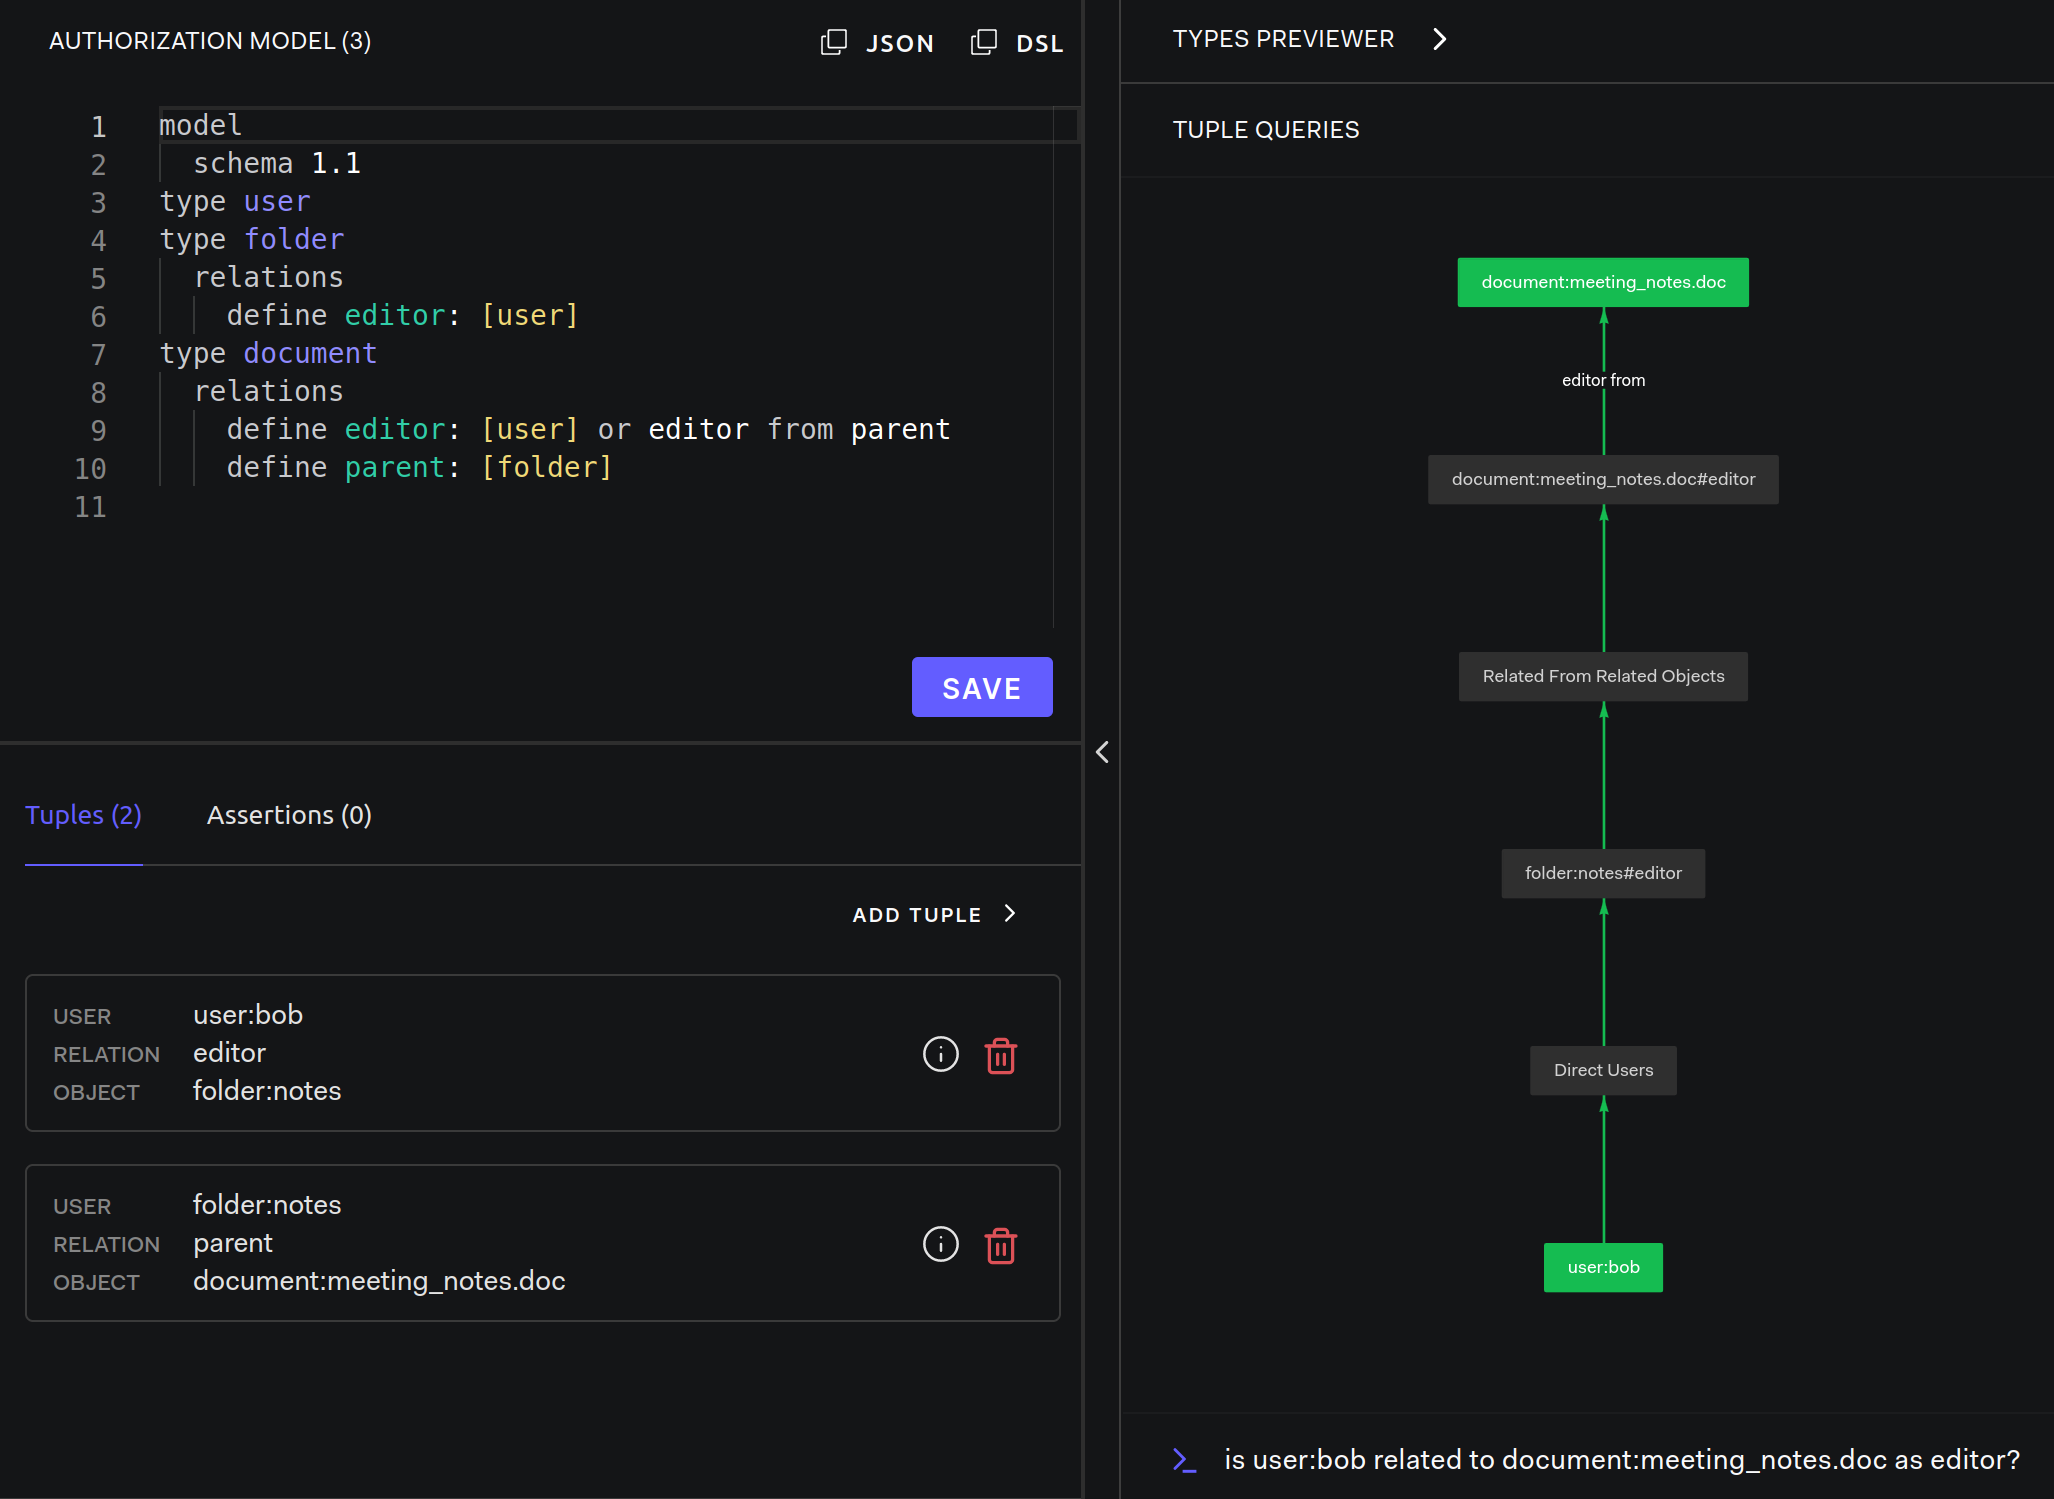 AUTHORIZATION MODEL (3)
JSON
DSL
1 model
2 schema 1.1
3 type user
4 type folder
5 relations
6 define editor: [user]
7 type document
8 relations
9 define editor: [user] or editor from parent
10 define parent: [folder]
11
SAVE
Tuples (2)
Assertions (0)
ADD TUPLE
USER user:bob
RELATION editor
OBJECT folder:notes
USER folder:notes
RELATION parent
OBJECT document:meeting_notes.doc
TYPES PREVIEWER
TUPLE QUERIES
document:meeting_notes.doc
editor from
document:meeting_notes.doc#editor
Related From Related Objects
folder:notes#editor
Direct Users
user:bob
is user:bob related to document:meeting_notes.doc as editor?